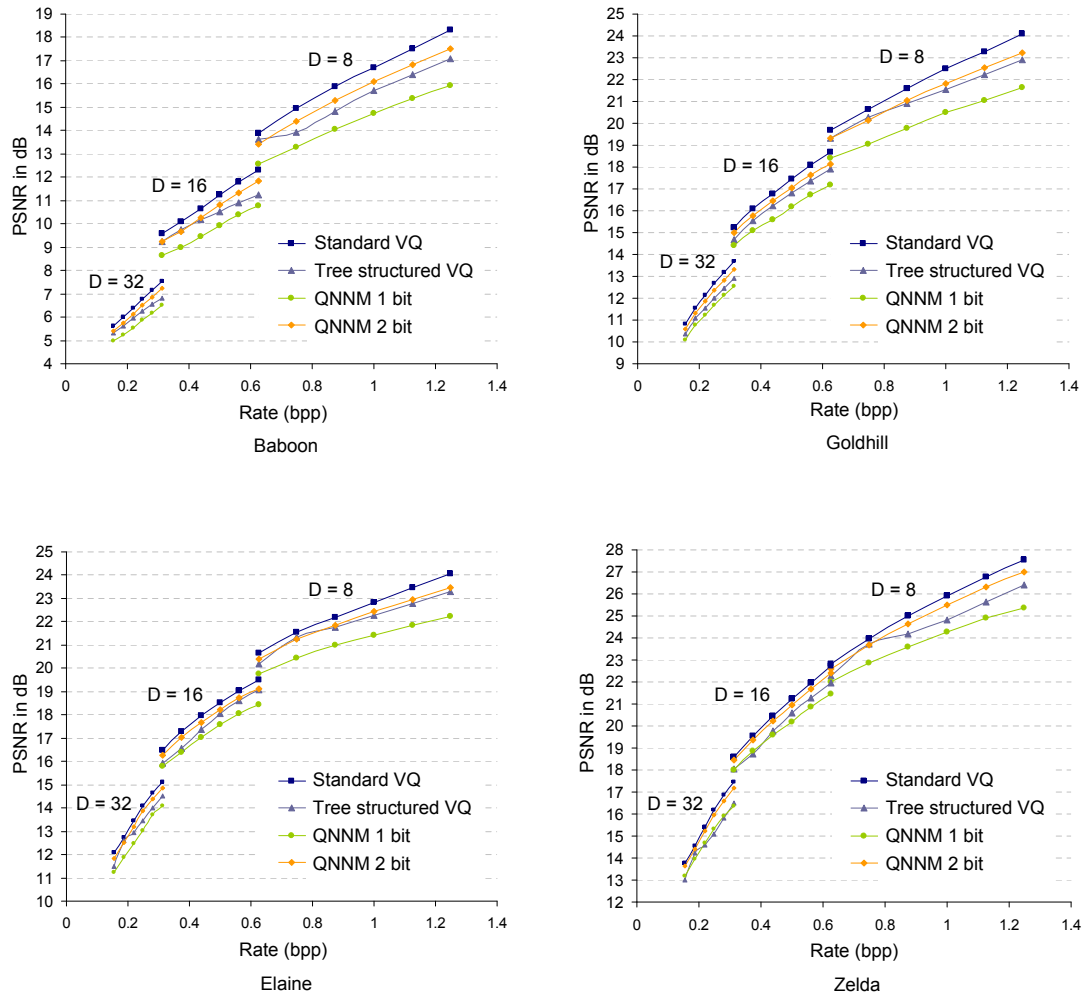 19
18
17
16
15
14
13
12
11
10
9
8
7
6
5
4
PSNR in dB
D = 8
D = 16
D = 32
Standard VQ
Tree structured VQ
QNNM 1 bit
QNNM 2 bit
0 0.2 0.4 0.6 0.8 1 1.2 1.4
Rate (bpp)
Baboon
25
24
23
22
21
20
19
18
17
16
15
14
13
12
11
10
9
PSNR in dB
D = 8
D = 16
D = 32
Standard VQ
Tree structured VQ
QNNM 1 bit
QNNM 2 bit
0 0.2 0.4 0.6 0.8 1 1.2 1.4
Rate (bpp)
Goldhill
25
24
23
22
21
20
19
18
17
16
15
14
13
12
11
10
PSNR in dB
D = 8
D = 16
D = 32
Standard VQ
Tree structured VQ
QNNM 1 bit
QNNM 2 bit
0 0.2 0.4 0.6 0.8 1 1.2 1.4
Rate (bpp)
Elaine
28
27
26
25
24
23
22
21
20
19
18
17
16
15
14
13
12
PSNR in dB
D = 8
D = 16
D = 32
Standard VQ
Tree structured VQ
QNNM 1 bit
QNNM 2 bit
0 0.2 0.4 0.6 0.8 1 1.2 1.4
Rate (bpp)
Zelda